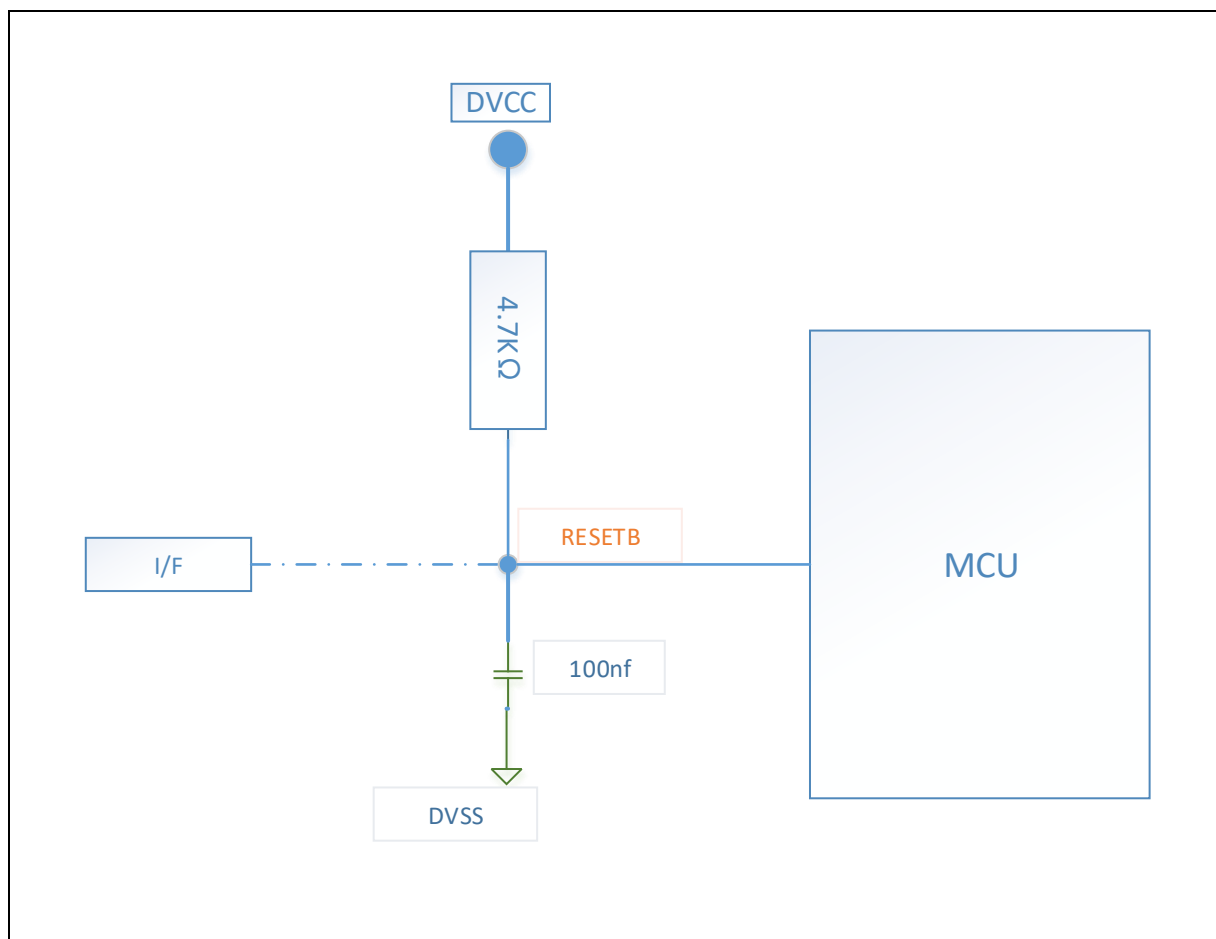 DVCC
4.7KΩ
RESETB
I/F
MCU
100nf
DVSS